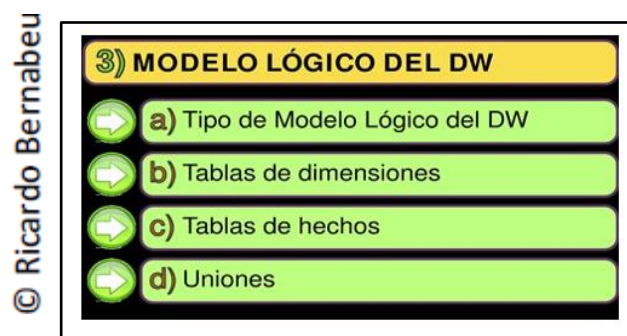 © Ricardo Bernabeu
3) MODELO LÓGICO DEL DW
a) Tipo de Modelo Lógico del DW
b) Tablas de dimensiones
c) Tablas de hechos
d) Uniones